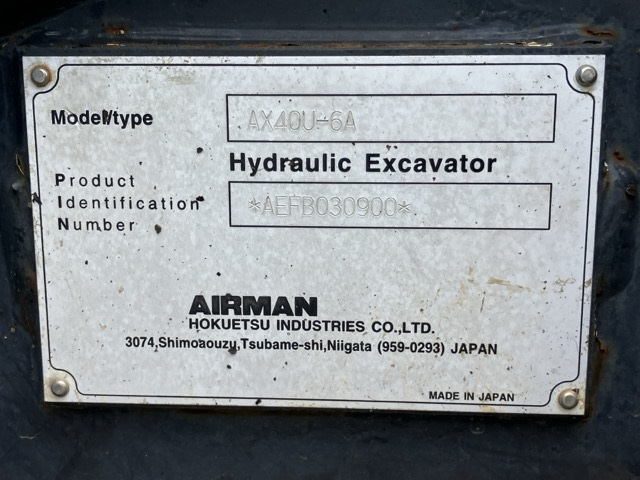 Model/type AX40U-6A
Hydraulic Excavator
Product
Identification *AEFB030900*
Number
AIRMAN
HOKUETSU INDUSTRIES CO.,LTD.
3074,Shimoaouzu,Tsubame-shi,Niigata (959-0293) JAPAN
MADE IN JAPAN